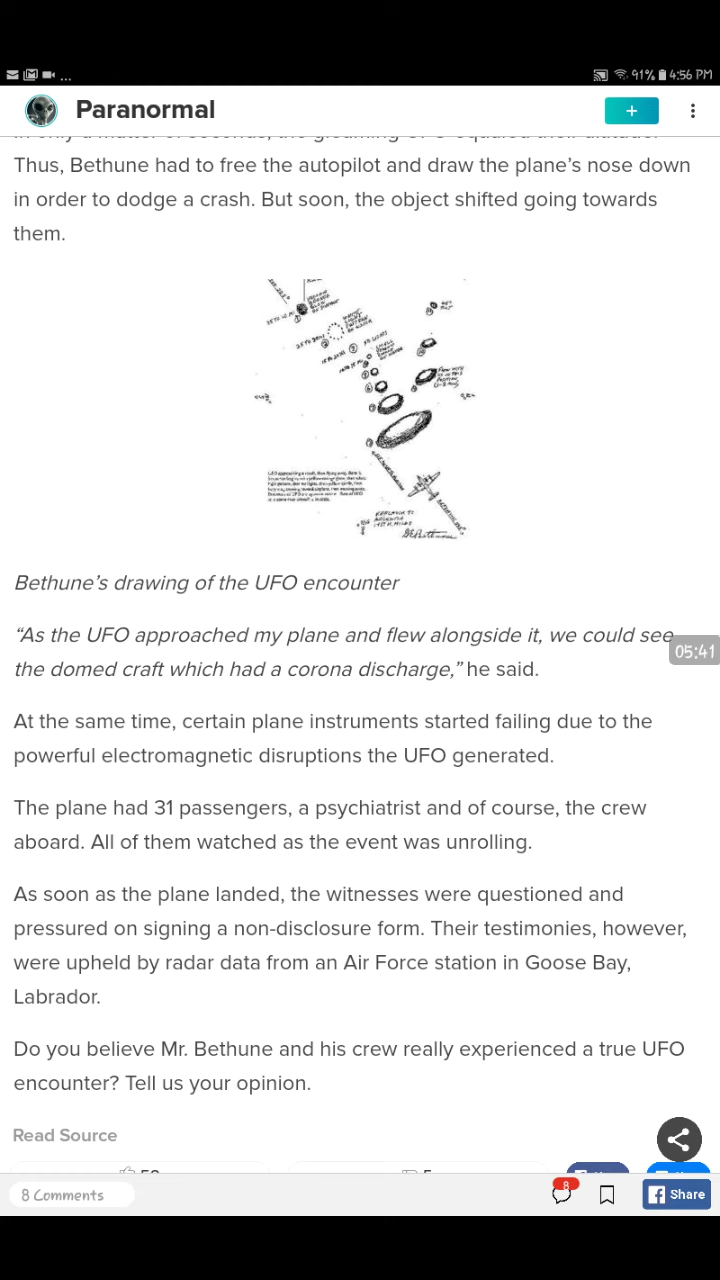 91% 4:56 PM
Paranormal
+
Thus, Bethune had to free the autopilot and draw the plane’s nose down
in order to dodge a crash. But soon, the object shifted going towards
them.
Bethune’s drawing of the UFO encounter
“As the UFO approached my plane and flew alongside it, we could see
05:41
the domed craft which had a corona discharge,” he said.
At the same time, certain plane instruments started failing due to the
powerful electromagnetic disruptions the UFO generated.
The plane had 31 passengers, a psychiatrist and of course, the crew
aboard. All of them watched as the event was unrolling.
As soon as the plane landed, the witnesses were questioned and
pressured on signing a non-disclosure form. Their testimonies, however,
were upheld by radar data from an Air Force station in Goose Bay,
Labrador.
Do you believe Mr. Bethune and his crew really experienced a true UFO
encounter? Tell us your opinion.
Read Source
8 Comments
8
Share